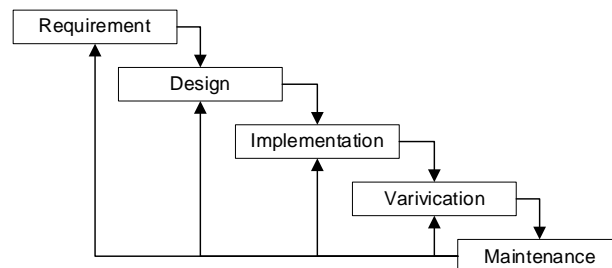 Requirement
Design
Implementation
Varivication
Maintenance